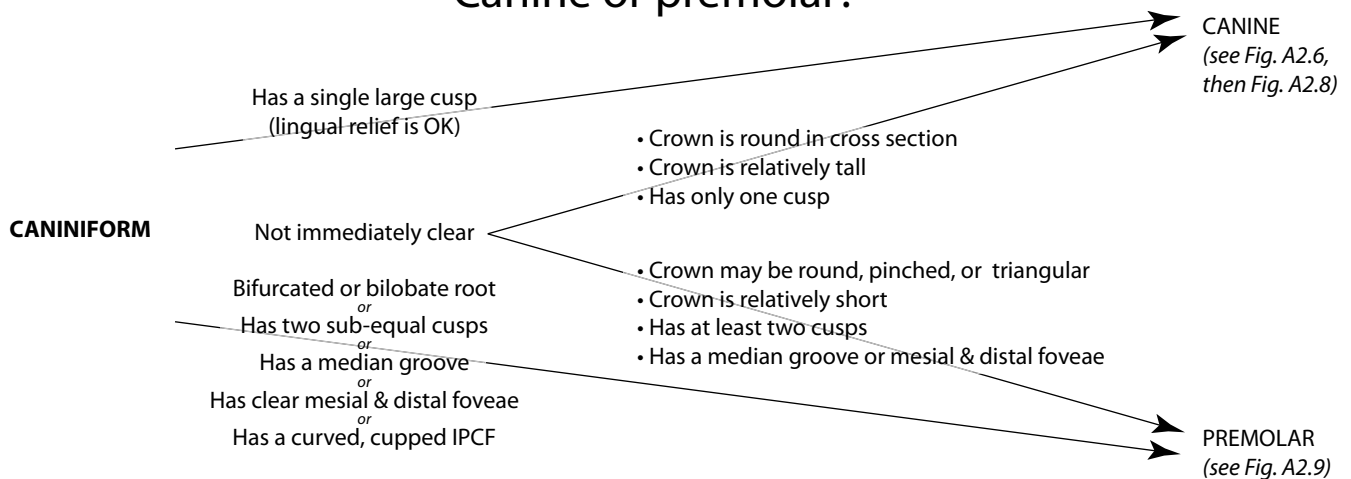 Canine or premolar?
CANINE
(see Fig. A2.6,
then Fig. A2.8)
Has a single large cusp
(lingual relief is OK)
• Crown is round in cross section
• Crown is relatively tall
• Has only one cusp
CANINIFORM
Not immediately clear
Bifurcated or bilobate root
or
Has two sub-equal cusps
or
Has a median groove
or
Has clear mesial & distal foveae
or
Has a curved, cupped IPCF
• Crown may be round, pinched, or triangular
• Crown is relatively short
• Has at least two cusps
• Has a median groove or mesial & distal foveae
PREMOLAR
(see Fig. A2.9)